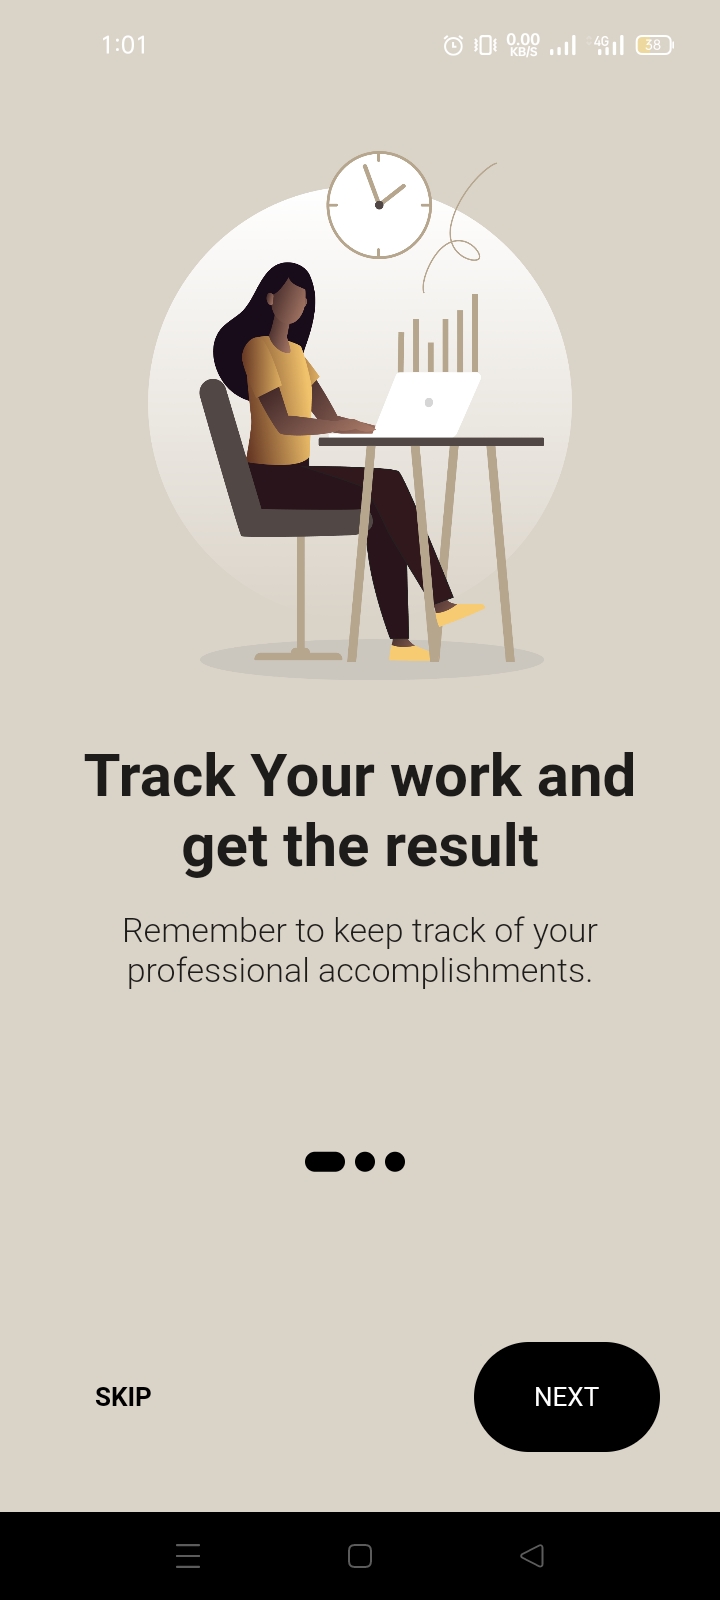 1:01
0.00
KB/S
4G
38
Track Your work and
get the result
Remember to keep track of your
professional accomplishments.
SKIP
NEXT